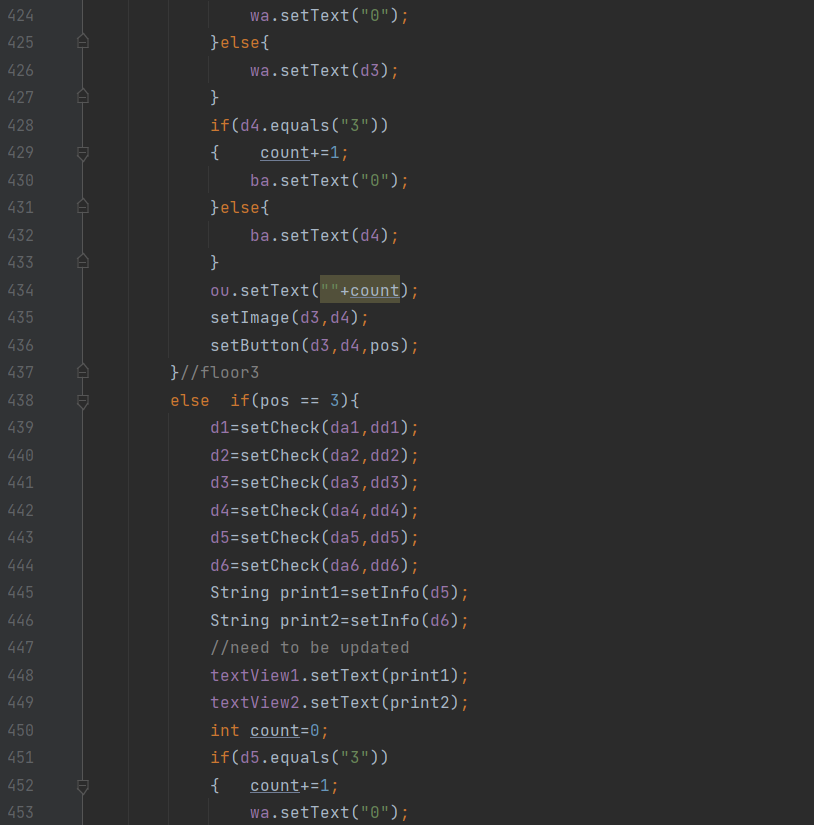 424 wa.setText("0");
425 }else{
426 wa.setText(d3);
427 }
428 if(d4.equals("3"))
429 {    count+=1;
430 ba.setText("0");
431 }else{
432 ba.setText(d4);
433 }
434 ou.setText(""+count);
435 setImage(d3,d4);
436 setButton(d3,d4,pos);
437 }//floor3
438 else  if(pos == 3){
439 d1=setCheck(da1,dd1);
440 d2=setCheck(da2,dd2);
441 d3=setCheck(da3,dd3);
442 d4=setCheck(da4,dd4);
443 d5=setCheck(da5,dd5);
444 d6=setCheck(da6,dd6);
445 String print1=setInfo(d5);
446 String print2=setInfo(d6);
447 //need to be updated
448 textView1.setText(print1);
449 textView2.setText(print2);
450 int count=0;
451 if(d5.equals("3"))
452 {   count+=1;
453 wa.setText("0");